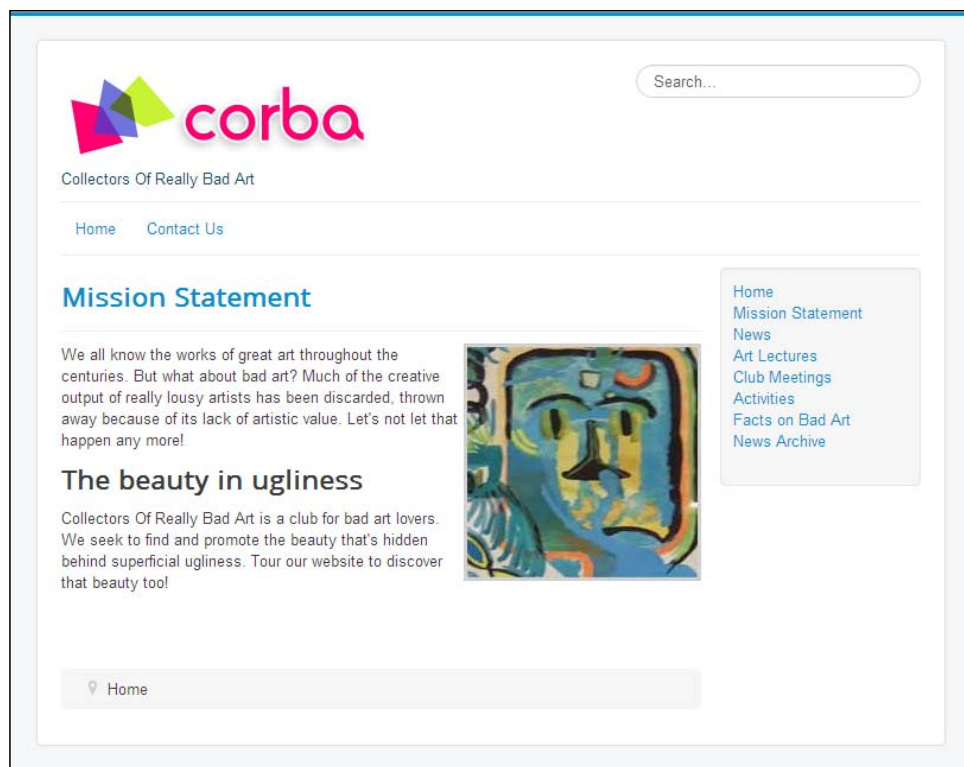 corba
Search...
Collectors Of Really Bad Art
Home Contact Us
Mission Statement
We all know the works of great art throughout the
centuries. But what about bad art? Much of the creative
output of really lousy artists has been discarded, thrown
away because of its lack of artistic value. Let's not let that
happen any more!
The beauty in ugliness
Collectors Of Really Bad Art is a club for bad art lovers.
We seek to find and promote the beauty that's hidden
behind superficial ugliness. Tour our website to discover
that beauty too!
Home
Mission Statement
News
Art Lectures
Club Meetings
Activities
Facts on Bad Art
News Archive
Home